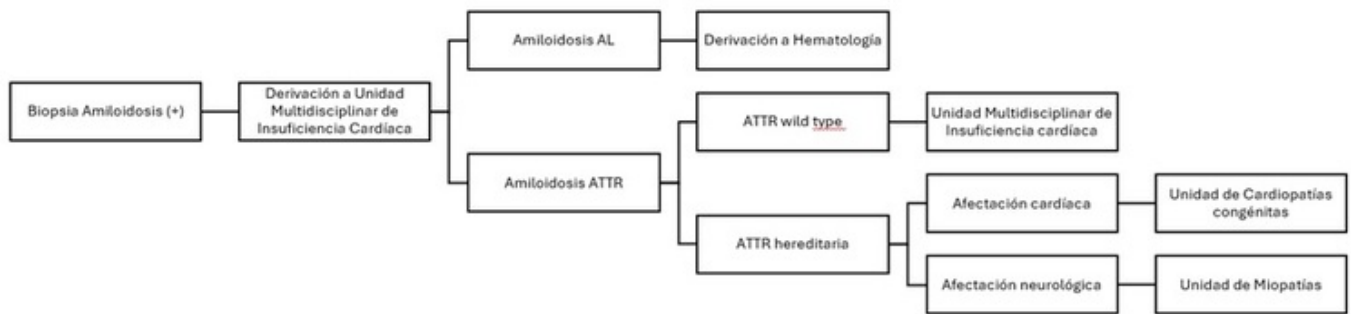 Amiloidosis AL
Derivación a Hematología
Biopsia Amiloidosis (+)
Derivación a Unidad
Multidisciplinar de
Insuficiencia Cardíaca
ATTR wild type
Unidad Multidisciplinar de
Insuficiencia cardíaca
Amiloidosis ATTR
Afectación cardíaca
Unidad de Cardiopatías
congénitas
ATTR hereditaria
Afectación neurológica
Unidad de Miopatías